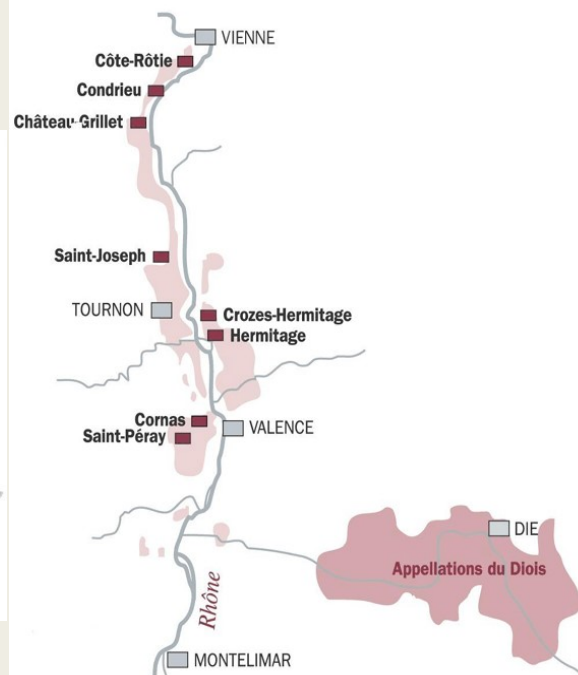 VIENNE
Côte-Rôtie
Condrieu
Château Grillet
Saint-Joseph
TOURNON
Crozes-Hermitage
Hermitage
Cornas
Saint-Péray
VALENCE
DIE
Appellations du Diois
Rhône
MONTELIMAR